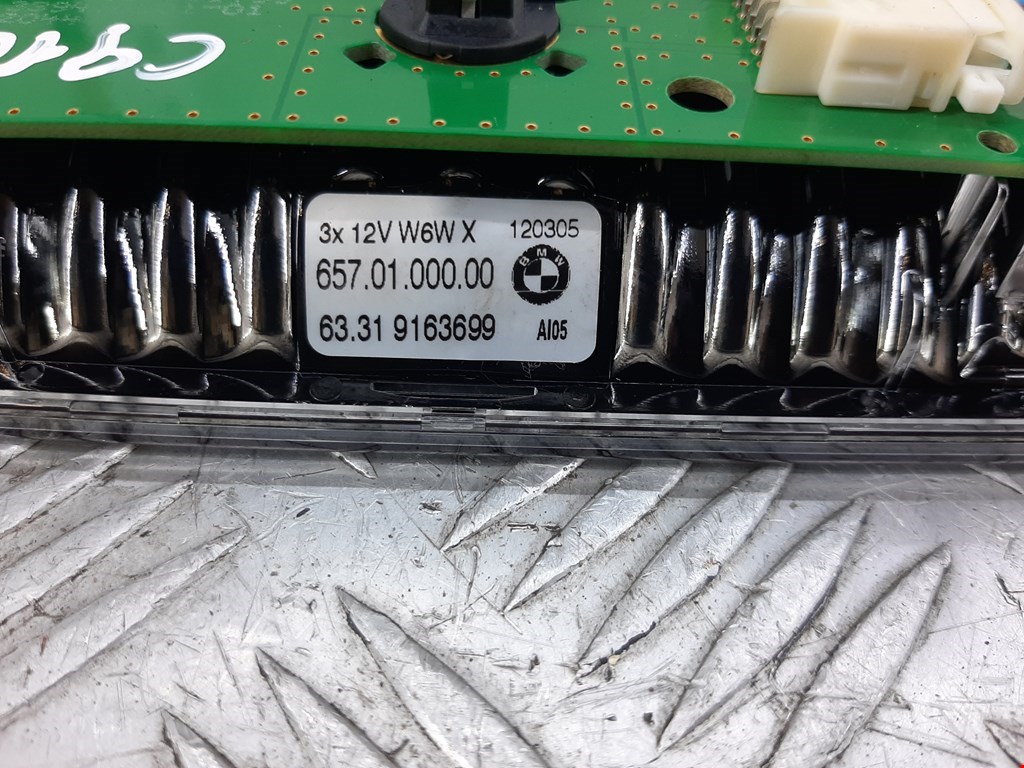 3x 12V W6W X 120305
657.01.000.00
BMW
63.31 9163699 AI05